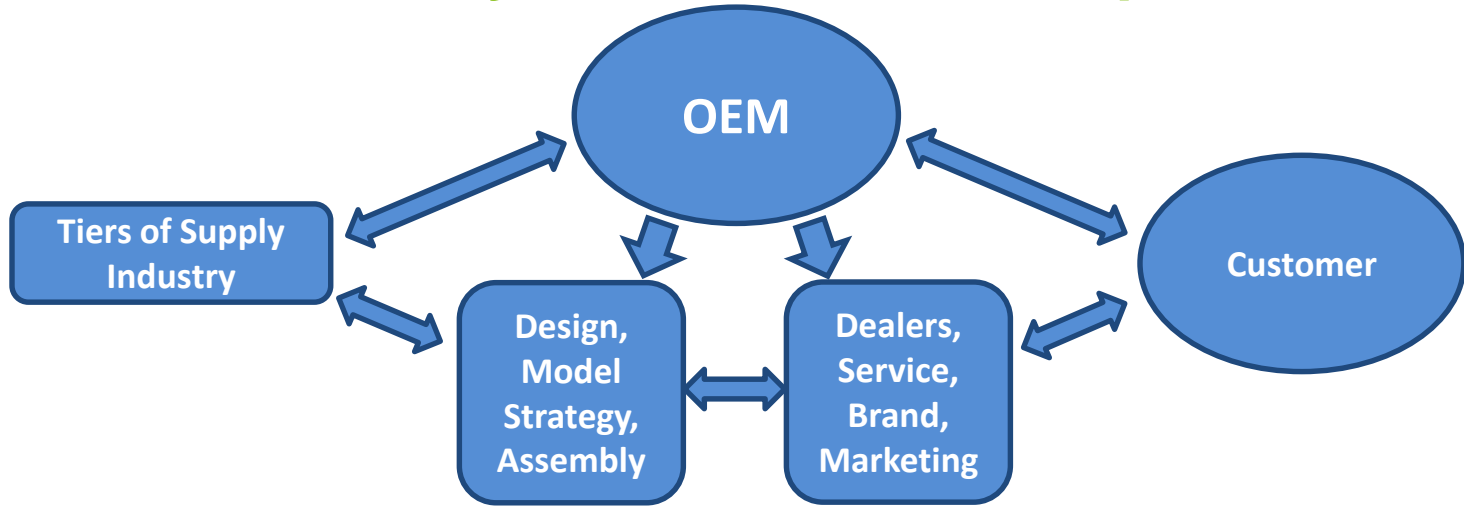 OEM
Tiers of Supply
Industry
Customer
Design,
Model
Strategy,
Assembly
Dealers,
Service,
Brand,
Marketing